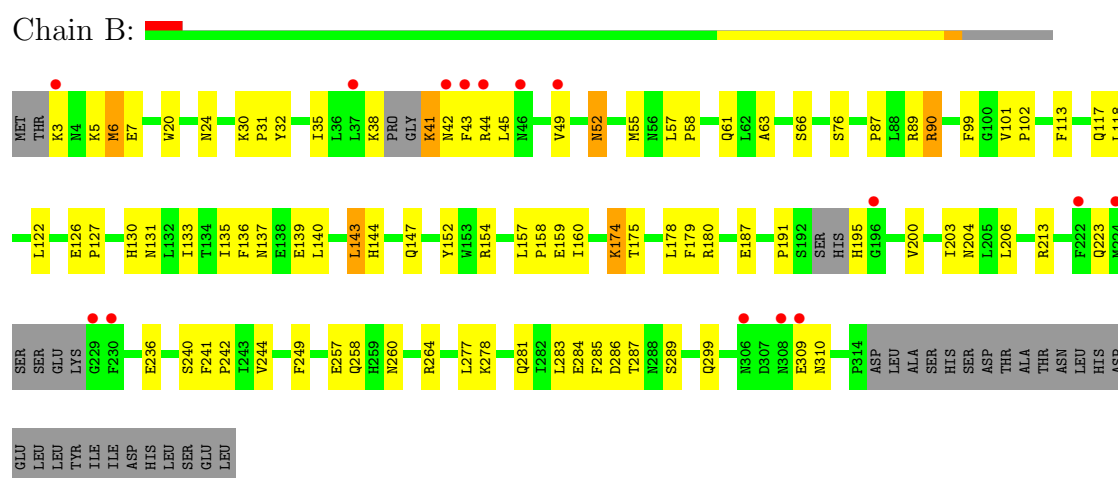 Chain B:
MET THR K3 N4 K5 M6 E7 W20 N24 K30 P31 Y32 I35 L36 L37 K38 PRO GLY K41 N42 F43 R44 L45 N46 V49 N52 M55 N56 L57 P58 Q61 L62 A63 S66 S76 P87 L88 R89 R90 F99 G100 V101 P102 F113 Q117 L118
L122 E126 P127 H130 N131 L132 I133 T134 I135 F136 N137 E138 E139 L140 L143 H144 Q147 Y152 W153 R154 L157 P158 E159 I160 K174 T175 L178 F179 R180 E187 P191 S192 SER HIS H195 G196 V200 I203 N204 L205 L206 R213 F222 Q223 M224
SER SER GLU LYS G229 F230 E236 S240 F241 P242 I243 V244 F249 E257 Q258 H259 N260 R264 L277 K278 Q281 I282 L283 E284 F285 D286 T287 N288 S289 Q299 N306 D307 N308 E309 N310 P314 ASP LEU ALA SER HIS SER ASP THR ALA THR ASN LEU HIS ASP
GLU LEU LEU TYR ILE ILE ASP HIS LEU SER GLU LEU